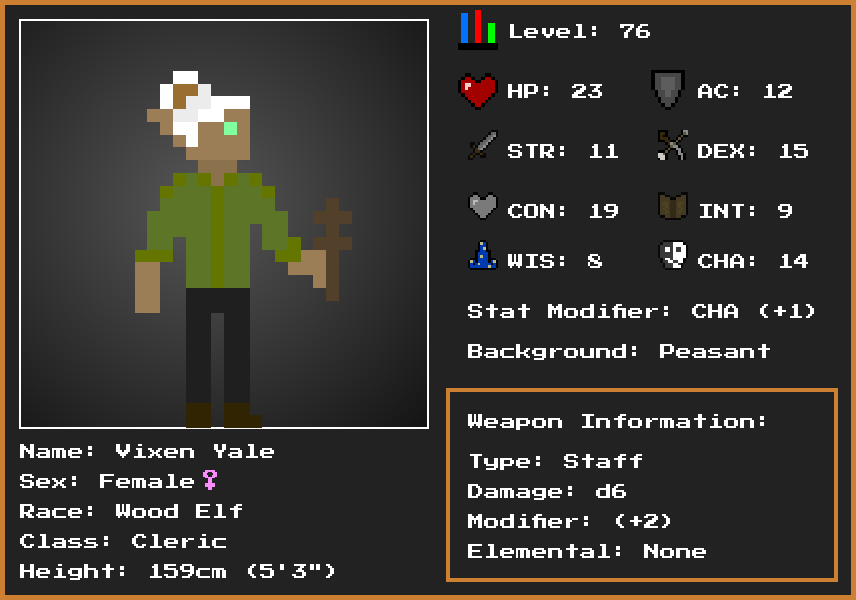 Level: 76
HP: 23
AC: 12
STR: 11
DEX: 15
CON: 19
INT: 9
WIS: 8
CHA: 14
Stat Modifier: CHA (+1)
Background: Peasant
Weapon Information:
Type: Staff
Damage: d6
Modifier: (+2)
Elemental: None
Name: Vixen Yale
Sex: Female♀
Race: Wood Elf
Class: Cleric
Height: 159cm (5'3")